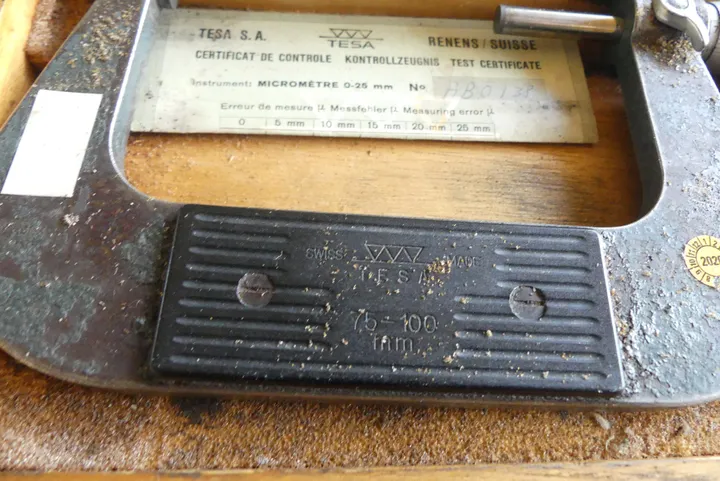 TESA S.A.
TESA
RENENS/SUISSE
CERTIFICAT DE CONTROLE KONTROLLZEUGNIS TEST CERTIFICATE
Instrument: MICROMÈTRE 0-25 mm No
Erreur de mesure µ Messfehler µ Measuring error µ
0 5 mm 10 mm 15 mm 20 mm 25 mm
SWISS MADE
TESA
75-100
mm